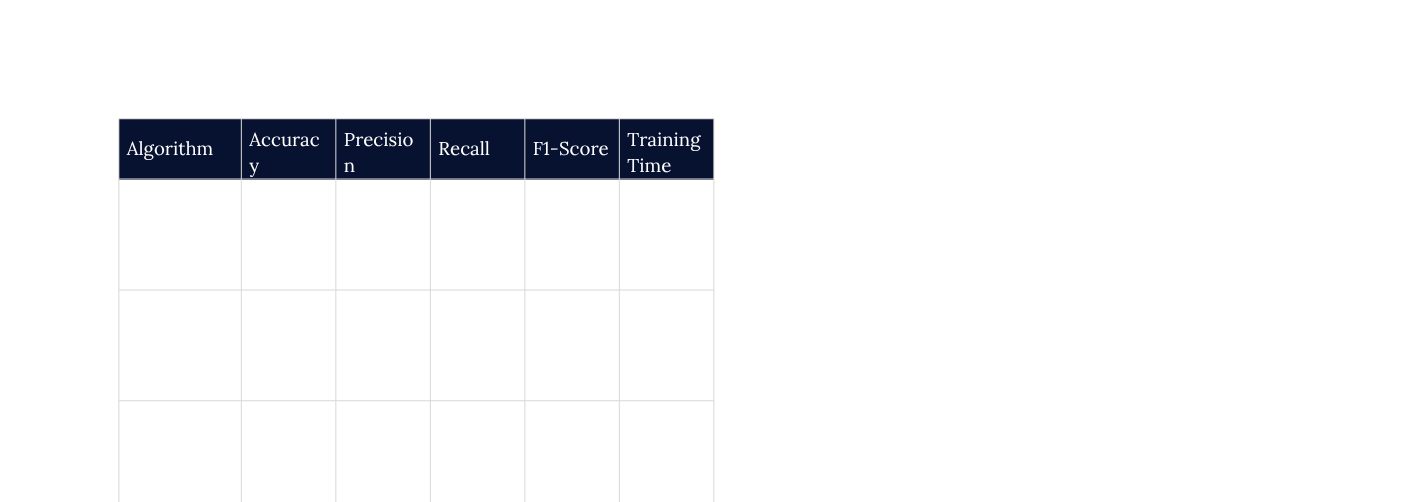 Algorithm
Accurac
y
Precisio
n
Recall
F1-Score
Training
Time